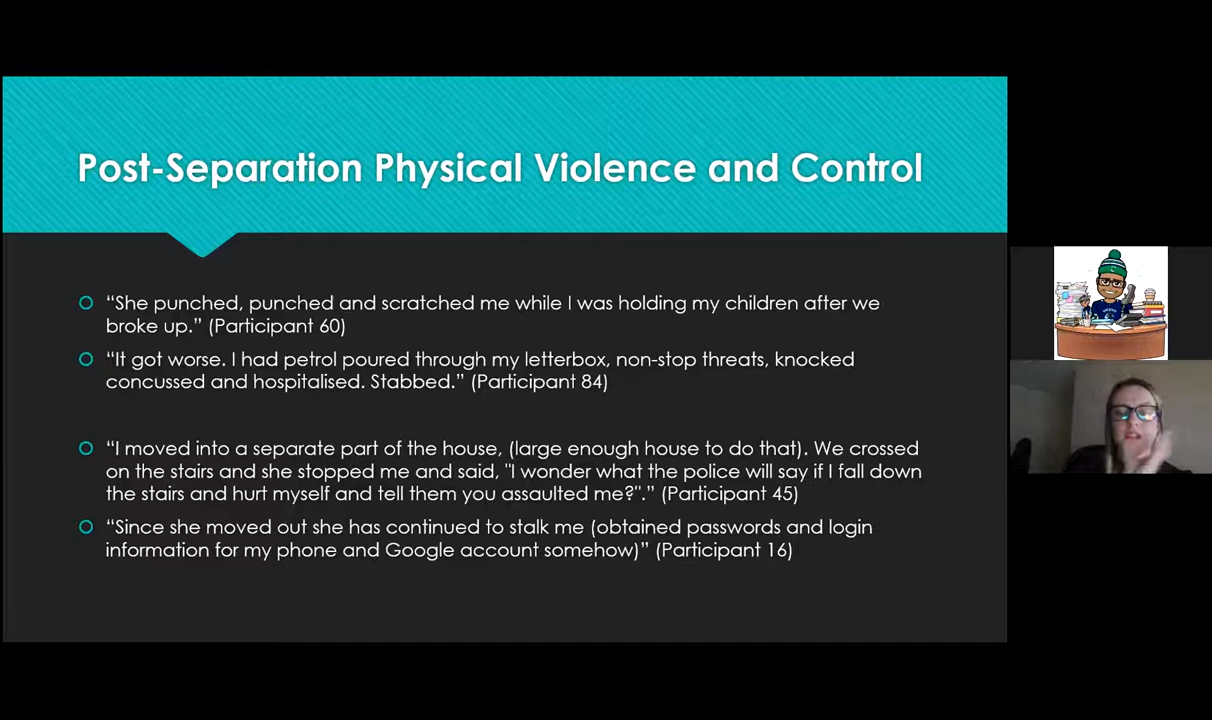 Post-Separation Physical Violence and Control
“She punched, punched and scratched me while I was holding my children after we
broke up.” (Participant 60)
“It got worse. I had petrol poured through my letterbox, non-stop threats, knocked
concussed and hospitalised. Stabbed.” (Participant 84)
“I moved into a separate part of the house, (large enough house to do that). We crossed
on the stairs and she stopped me and said, "I wonder what the police will say if I fall down
the stairs and hurt myself and tell them you assaulted me?".” (Participant 45)
“Since she moved out she has continued to stalk me (obtained passwords and login
information for my phone and Google account somehow)” (Participant 16)